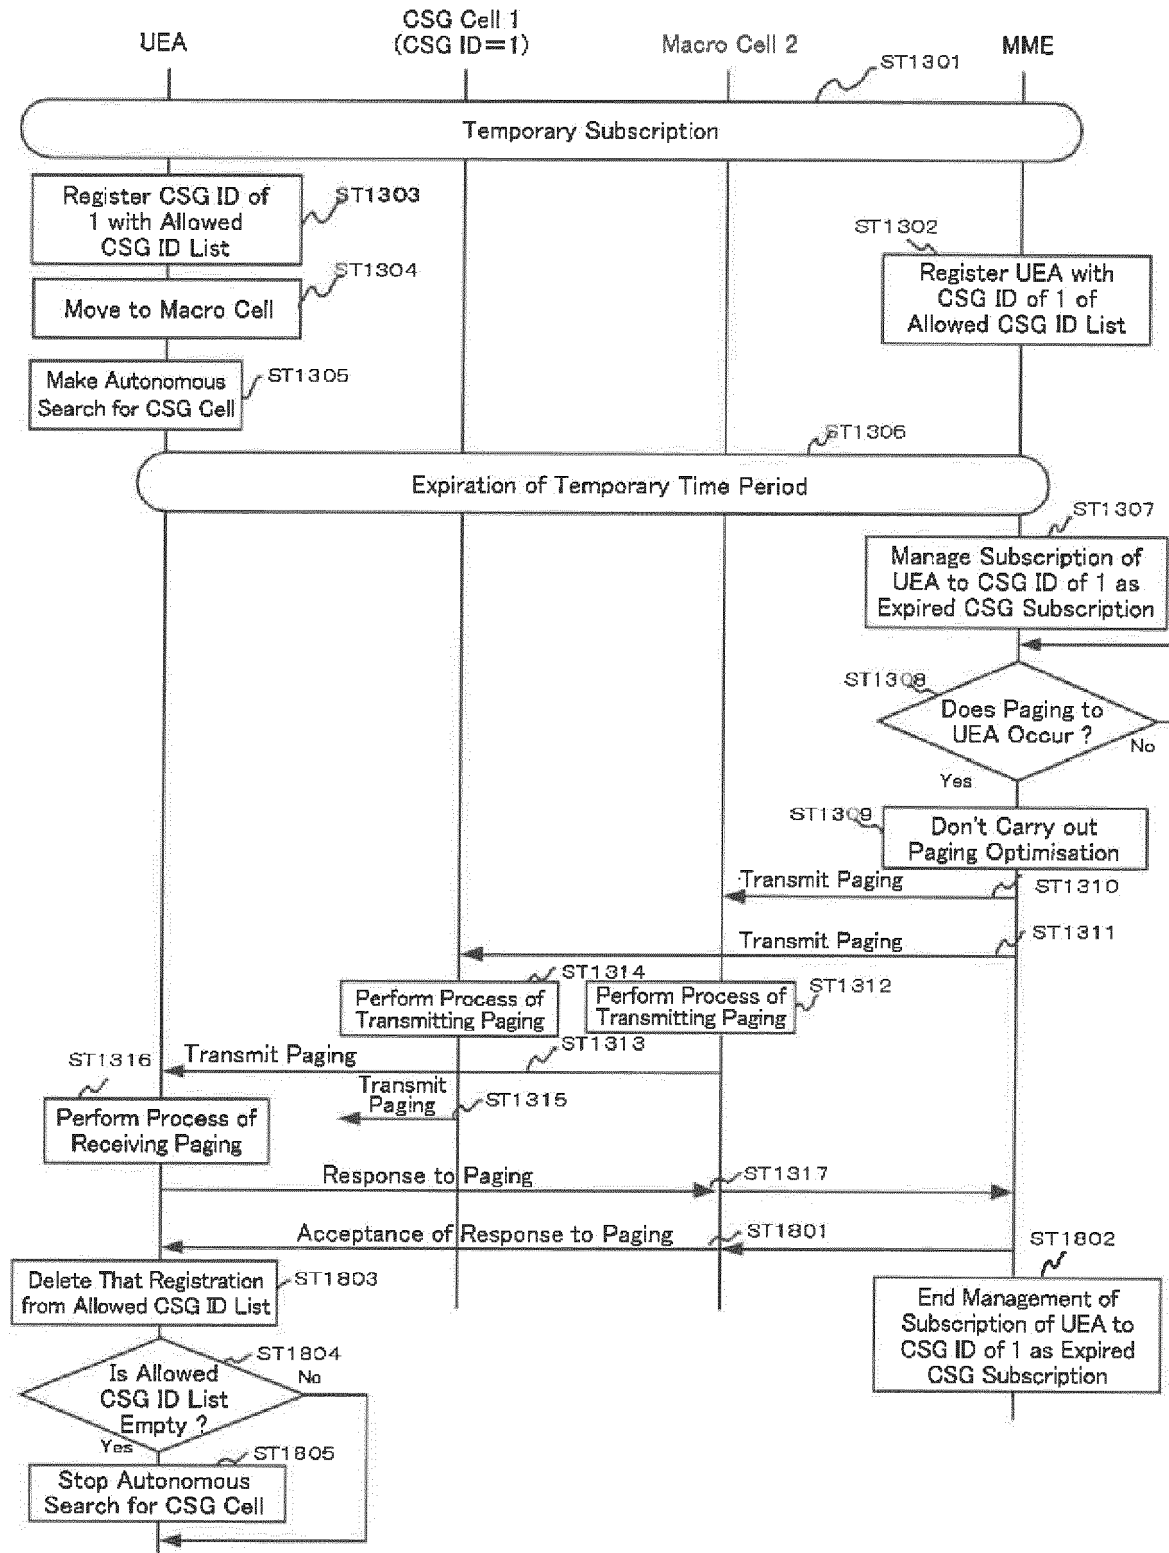 UEA
CSG Cell 1
(CSG ID=1)
Macro Cell 2
MME
ST1301
Temporary Subscription
Register CSG ID of
1 with Allowed
CSG ID List
ST1303
ST1302
Register UEA with
CSG ID of 1 of
Allowed CSG ID List
ST1304
Move to Macro Cell
ST1305
Make Autonomous
Search for CSG Cell
ST1306
Expiration of Temporary Time Period
ST1307
Manage Subscription of
UEA to CSG ID of 1 as
Expired CSG Subscription
ST1308
Does Paging to
UEA Occur ?
No
Yes
ST1309
Don't Carry out
Paging Optimisation
Transmit Paging
ST1310
Transmit Paging
ST1311
ST1314
Perform Process of
Transmitting Paging
ST1312
Perform Process of
Transmitting Paging
ST1313
Transmit Paging
ST1316
Transmit
Paging
ST1315
Perform Process of
Receiving Paging
Response to Paging
ST1317
Acceptance of Response to Paging
ST1801
ST1802
Delete That Registration
from Allowed CSG ID List
ST1803
End Management of
Subscription of UEA to
CSG ID of 1 as Expired
CSG Subscription
ST1804
Is Allowed
CSG ID List
Empty ?
No
Yes
ST1805
Stop Autonomous
Search for CSG Cell